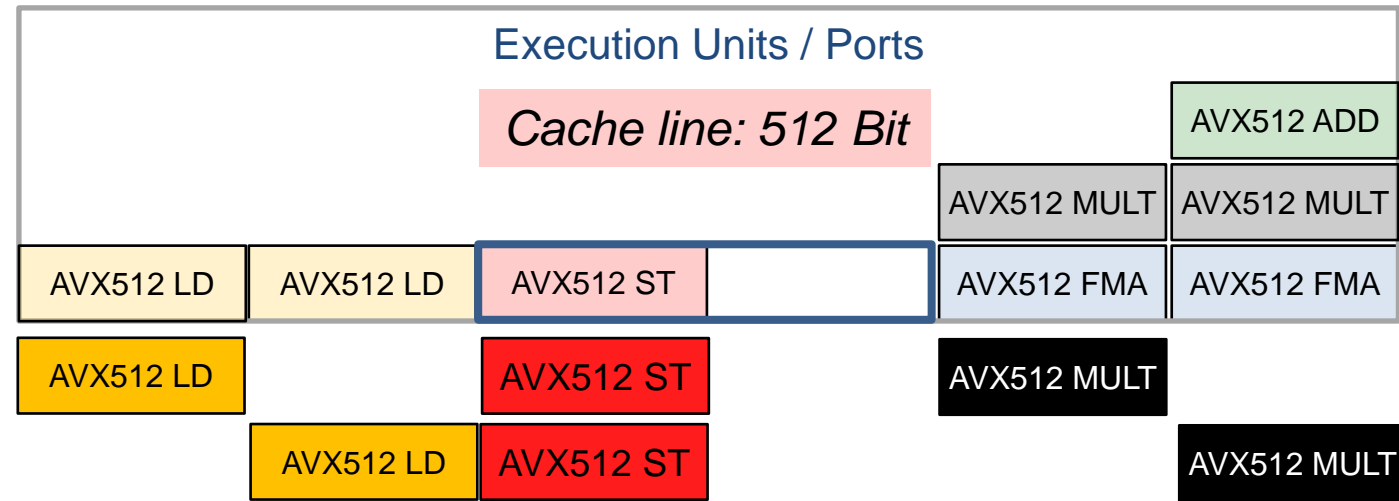 Execution Units / Ports
Cache line: 512 Bit
AVX512 ADD
AVX512 MULT AVX512 MULT
AVX512 LD AVX512 LD AVX512 ST AVX512 FMA AVX512 FMA
AVX512 LD AVX512 ST AVX512 MULT
AVX512 LD AVX512 ST AVX512 MULT